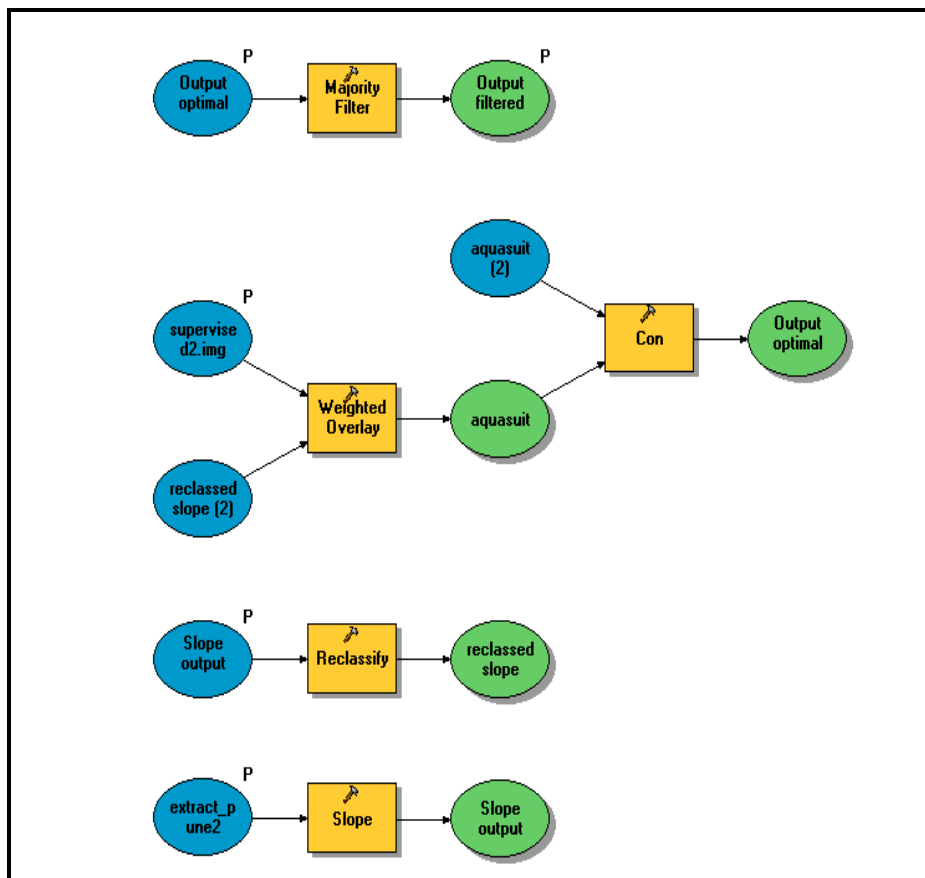 P
P
Output
optimal
Majority
Filter
Output
filtered
aquasuit
(2)
P
supervise
d2.img
Con
Output
optimal
Weighted
Overlay
aquasuit
reclassed
slope (2)
P
Slope
output
Reclassify
reclassed
slope
P
extract_p
une2
Slope
Slope
output